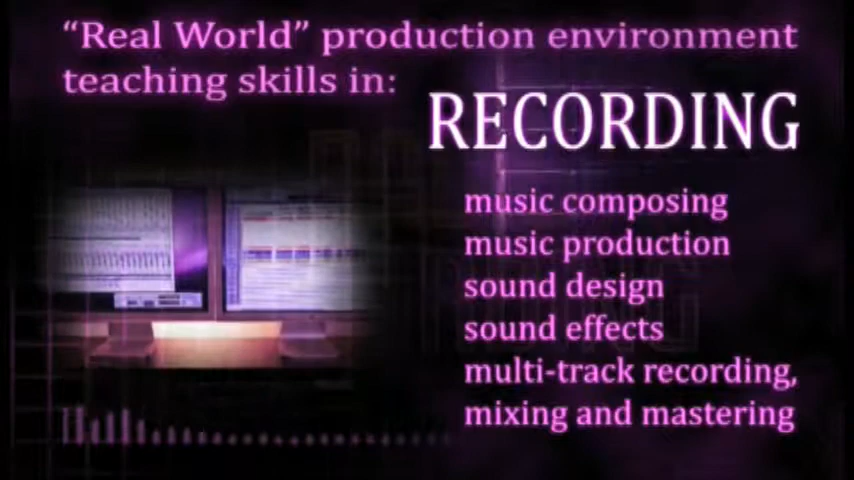 “Real World” production environment
teaching skills in:
RECORDING
music composing
music production
sound design
sound effects
multi-track recording,
mixing and mastering